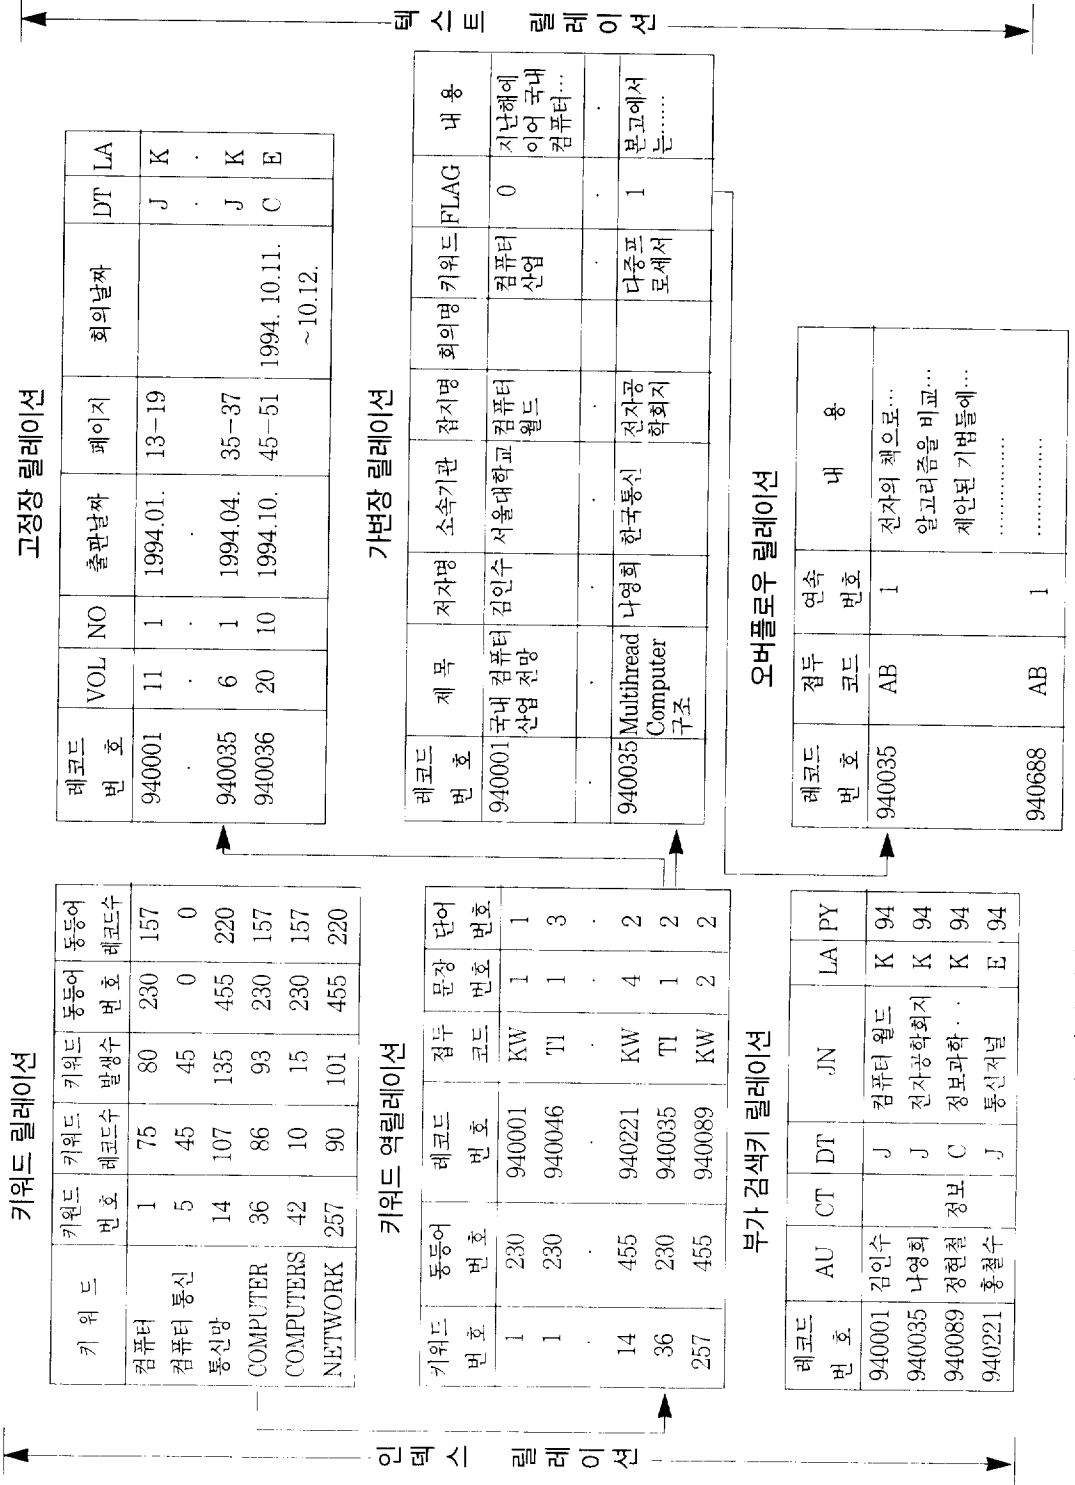 인덱스 릴레이션
키워드 릴레이션
키 워 드 | 키워드 번 호 | 키워드 레코드수 | 키워드 발생수 | 동등어 번 호 | 동등어 레코드수
컴퓨터 1 75 80 230 157
컴퓨터 통신 5 45 45 0 0
통신망 14 107 135 455 220
COMPUTER 36 86 93 230 157
COMPUTERS 42 10 15 230 157
NETWORK 257 90 101 455 220
키워드 역릴레이션
키워드 번 호 | 동등어 번 호 | 레코드 번 호 | 접두 코드 | 문장 번호 | 단어 번호
1 230 940001 KW 1 1
1 230 940046 TI 1 3
· · · · · ·
14 455 940221 KW 4 2
36 230 940035 TI 1 2
257 455 940089 KW 2 2
부가 검색키 릴레이션
레코드 번 호 | AU | CT | DT | JN | LA | PY
940001 김인수 J 컴퓨터 월드 K 94
940035 나영희 J 전자공학회지 K 94
940089 정현철 정보 C 정보과학·· K 94
940221 홍철수 J 통신저널 E 94
텍스트 릴레이션
고정장 릴레이션
레코드 번 호 | VOL | NO | 출판날짜 | 페이지 | 회의날짜 | DT | LA
940001 11 1 1994.01. 13-19 J K
· · · · · ·
940035 6 1 1994.04. 35-37 J K
940036 20 10 1994.10. 45-51 1994. 10.11. ~10.12. C E
가변장 릴레이션
레코드 번 호 | 제 목 | 저자명 | 소속기관 | 잡지명 | 회의명 | 키워드 | FLAG | 내 용
940001 국내 컴퓨터 산업 전망 김인수 서울대학교 컴퓨터 월드 컴퓨터 산업 0 지난해에 이어 국내 컴퓨터…
· · · · · · · · ·
940035 Multihread Computer 구조 나영희 한국통신 전자공학회지 다중프로세서 1 본고에서는……
오버플로우 릴레이션
레코드 번 호 | 접두 코드 | 연속 번호 | 내 용
940035 AB 1 전자의 책으로…
알고리즘을 비교…
제안된 기법들에…
………………
940688 AB 1 ………………